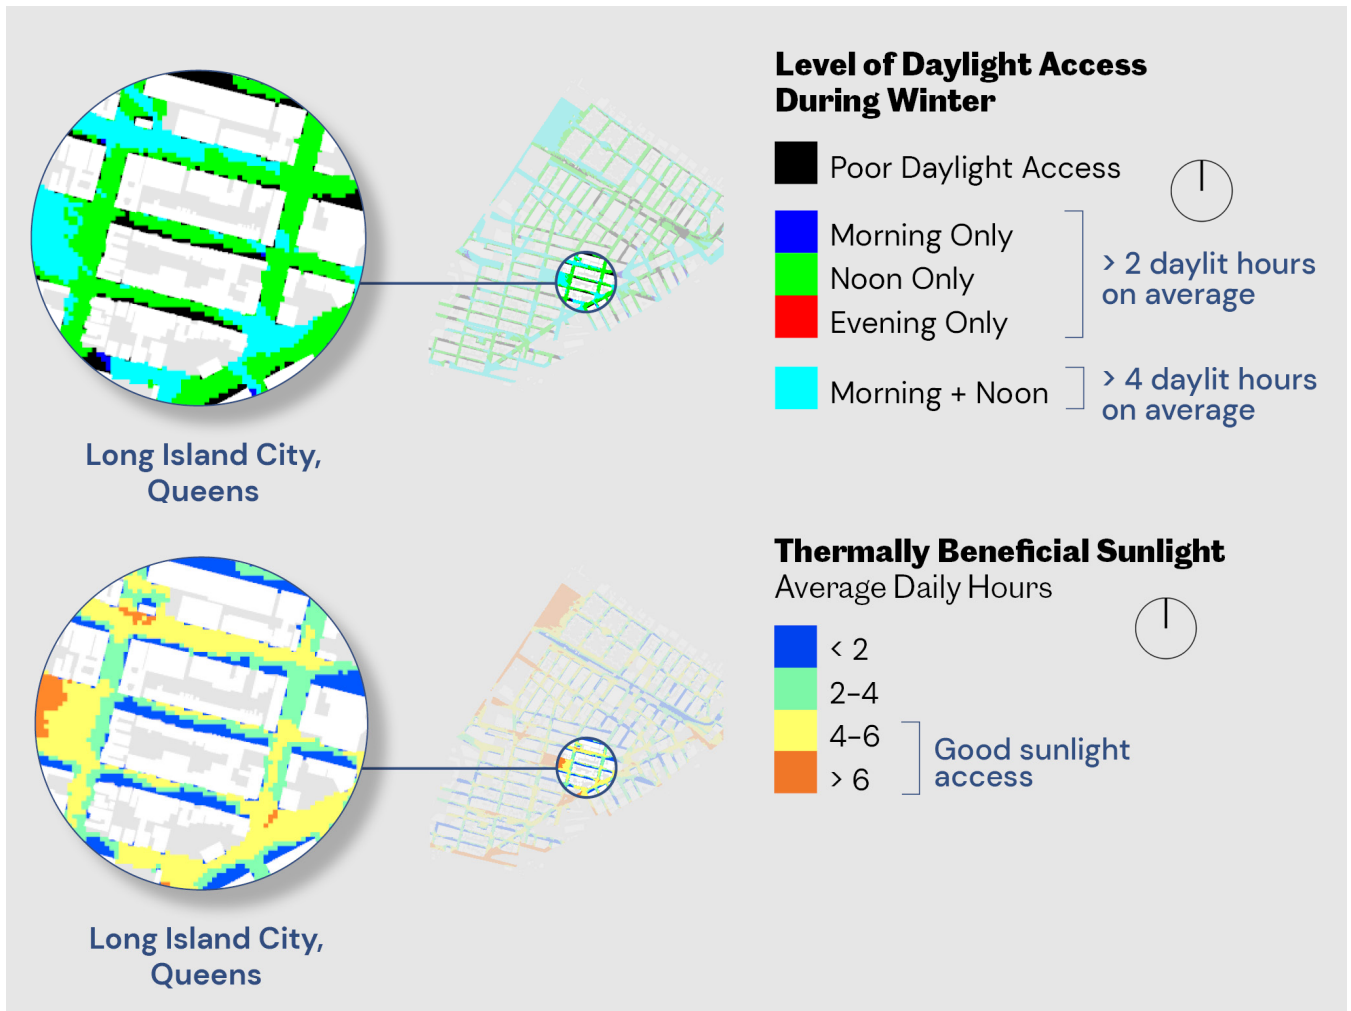 Level of Daylight Access
During Winter
Poor Daylight Access
Morning Only
Noon Only
Evening Only
> 2 daylit hours
on average
Morning + Noon
> 4 daylit hours
on average
Long Island City,
Queens
Thermally Beneficial Sunlight
Average Daily Hours
< 2
2–4
4–6
> 6
Good sunlight
access
Long Island City,
Queens